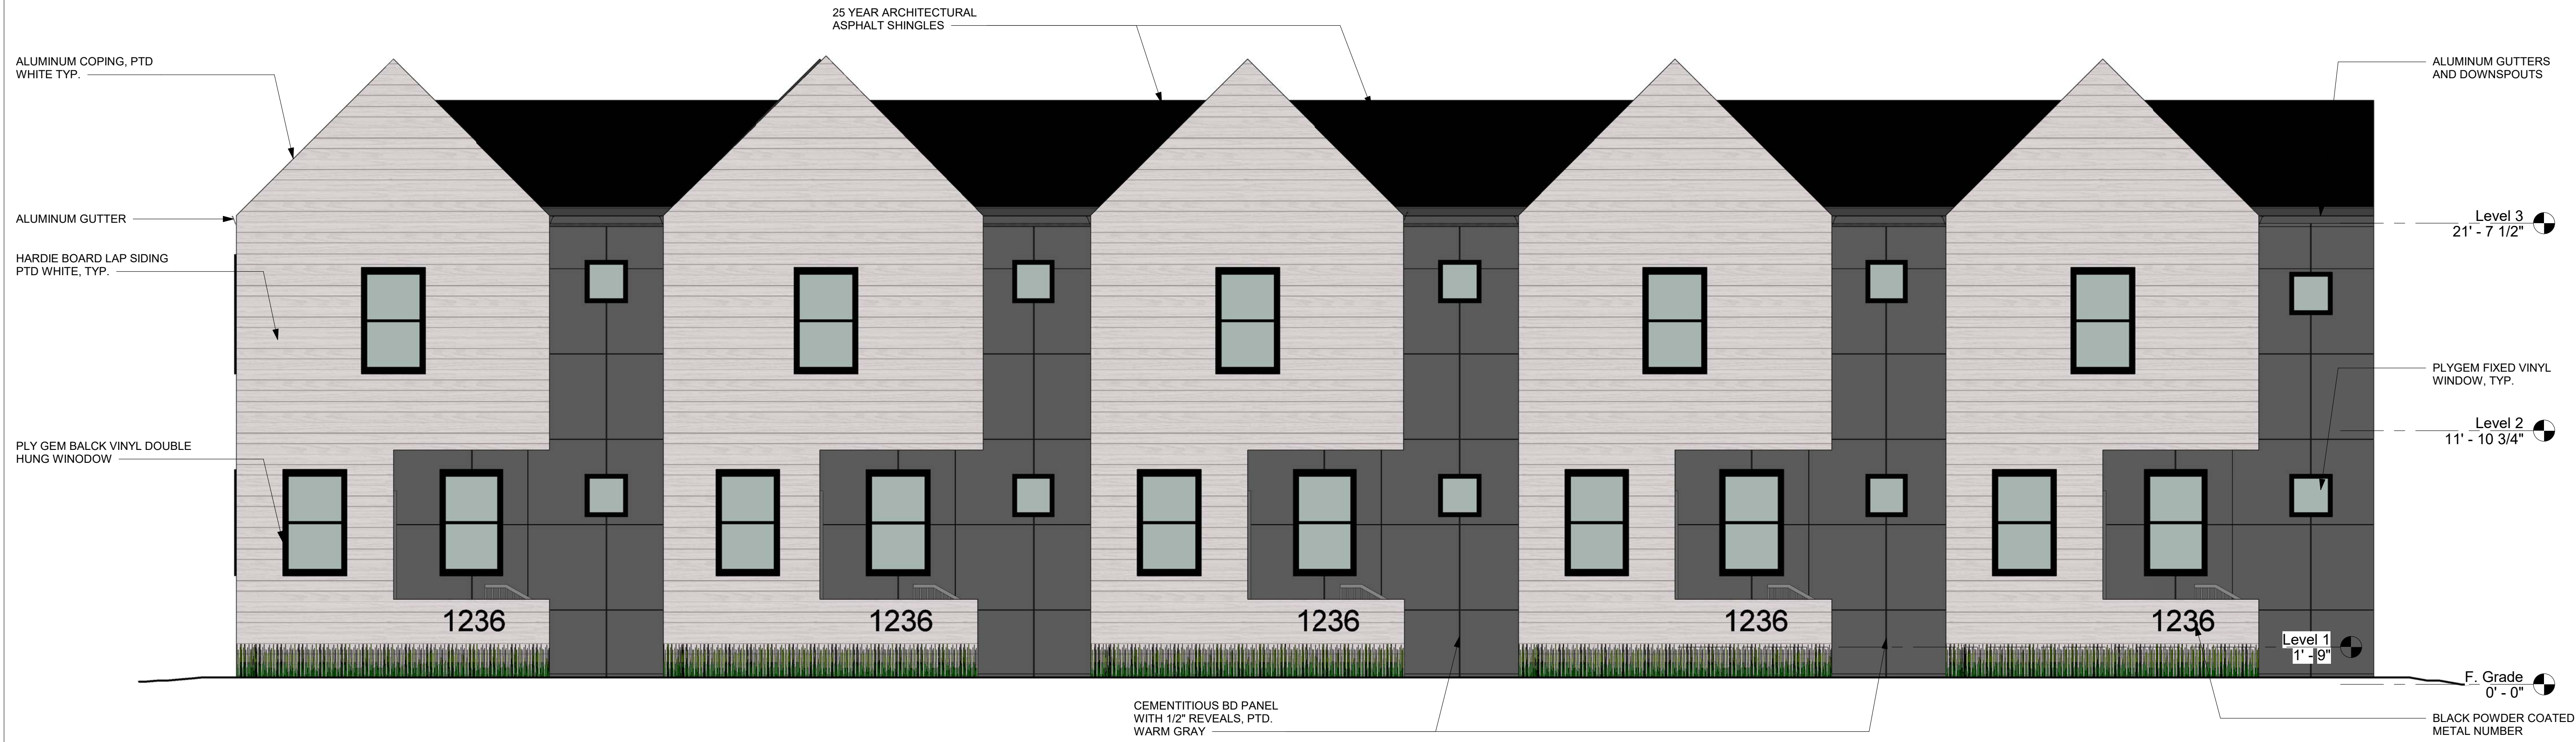 25 YEAR ARCHITECTURAL
ASPHALT SHINGLES
ALUMINUM COPING, PTD
WHITE TYP.
ALUMINUM GUTTERS
AND DOWNSPOUTS
ALUMINUM GUTTER
Level 3
21' - 7 1/2"
HARDIE BOARD LAP SIDING
PTD WHITE, TYP.
PLYGEM FIXED VINYL
WINDOW, TYP.
Level 2
11' - 10 3/4"
PLY GEM BALCK VINYL DOUBLE
HUNG WINODOW
1236
1236
1236
1236
1236
Level 1
1' - 9"
F. Grade
0' - 0"
CEMENTITIOUS BD PANEL
WITH 1/2" REVEALS, PTD.
WARM GRAY
BLACK POWDER COATED
METAL NUMBER